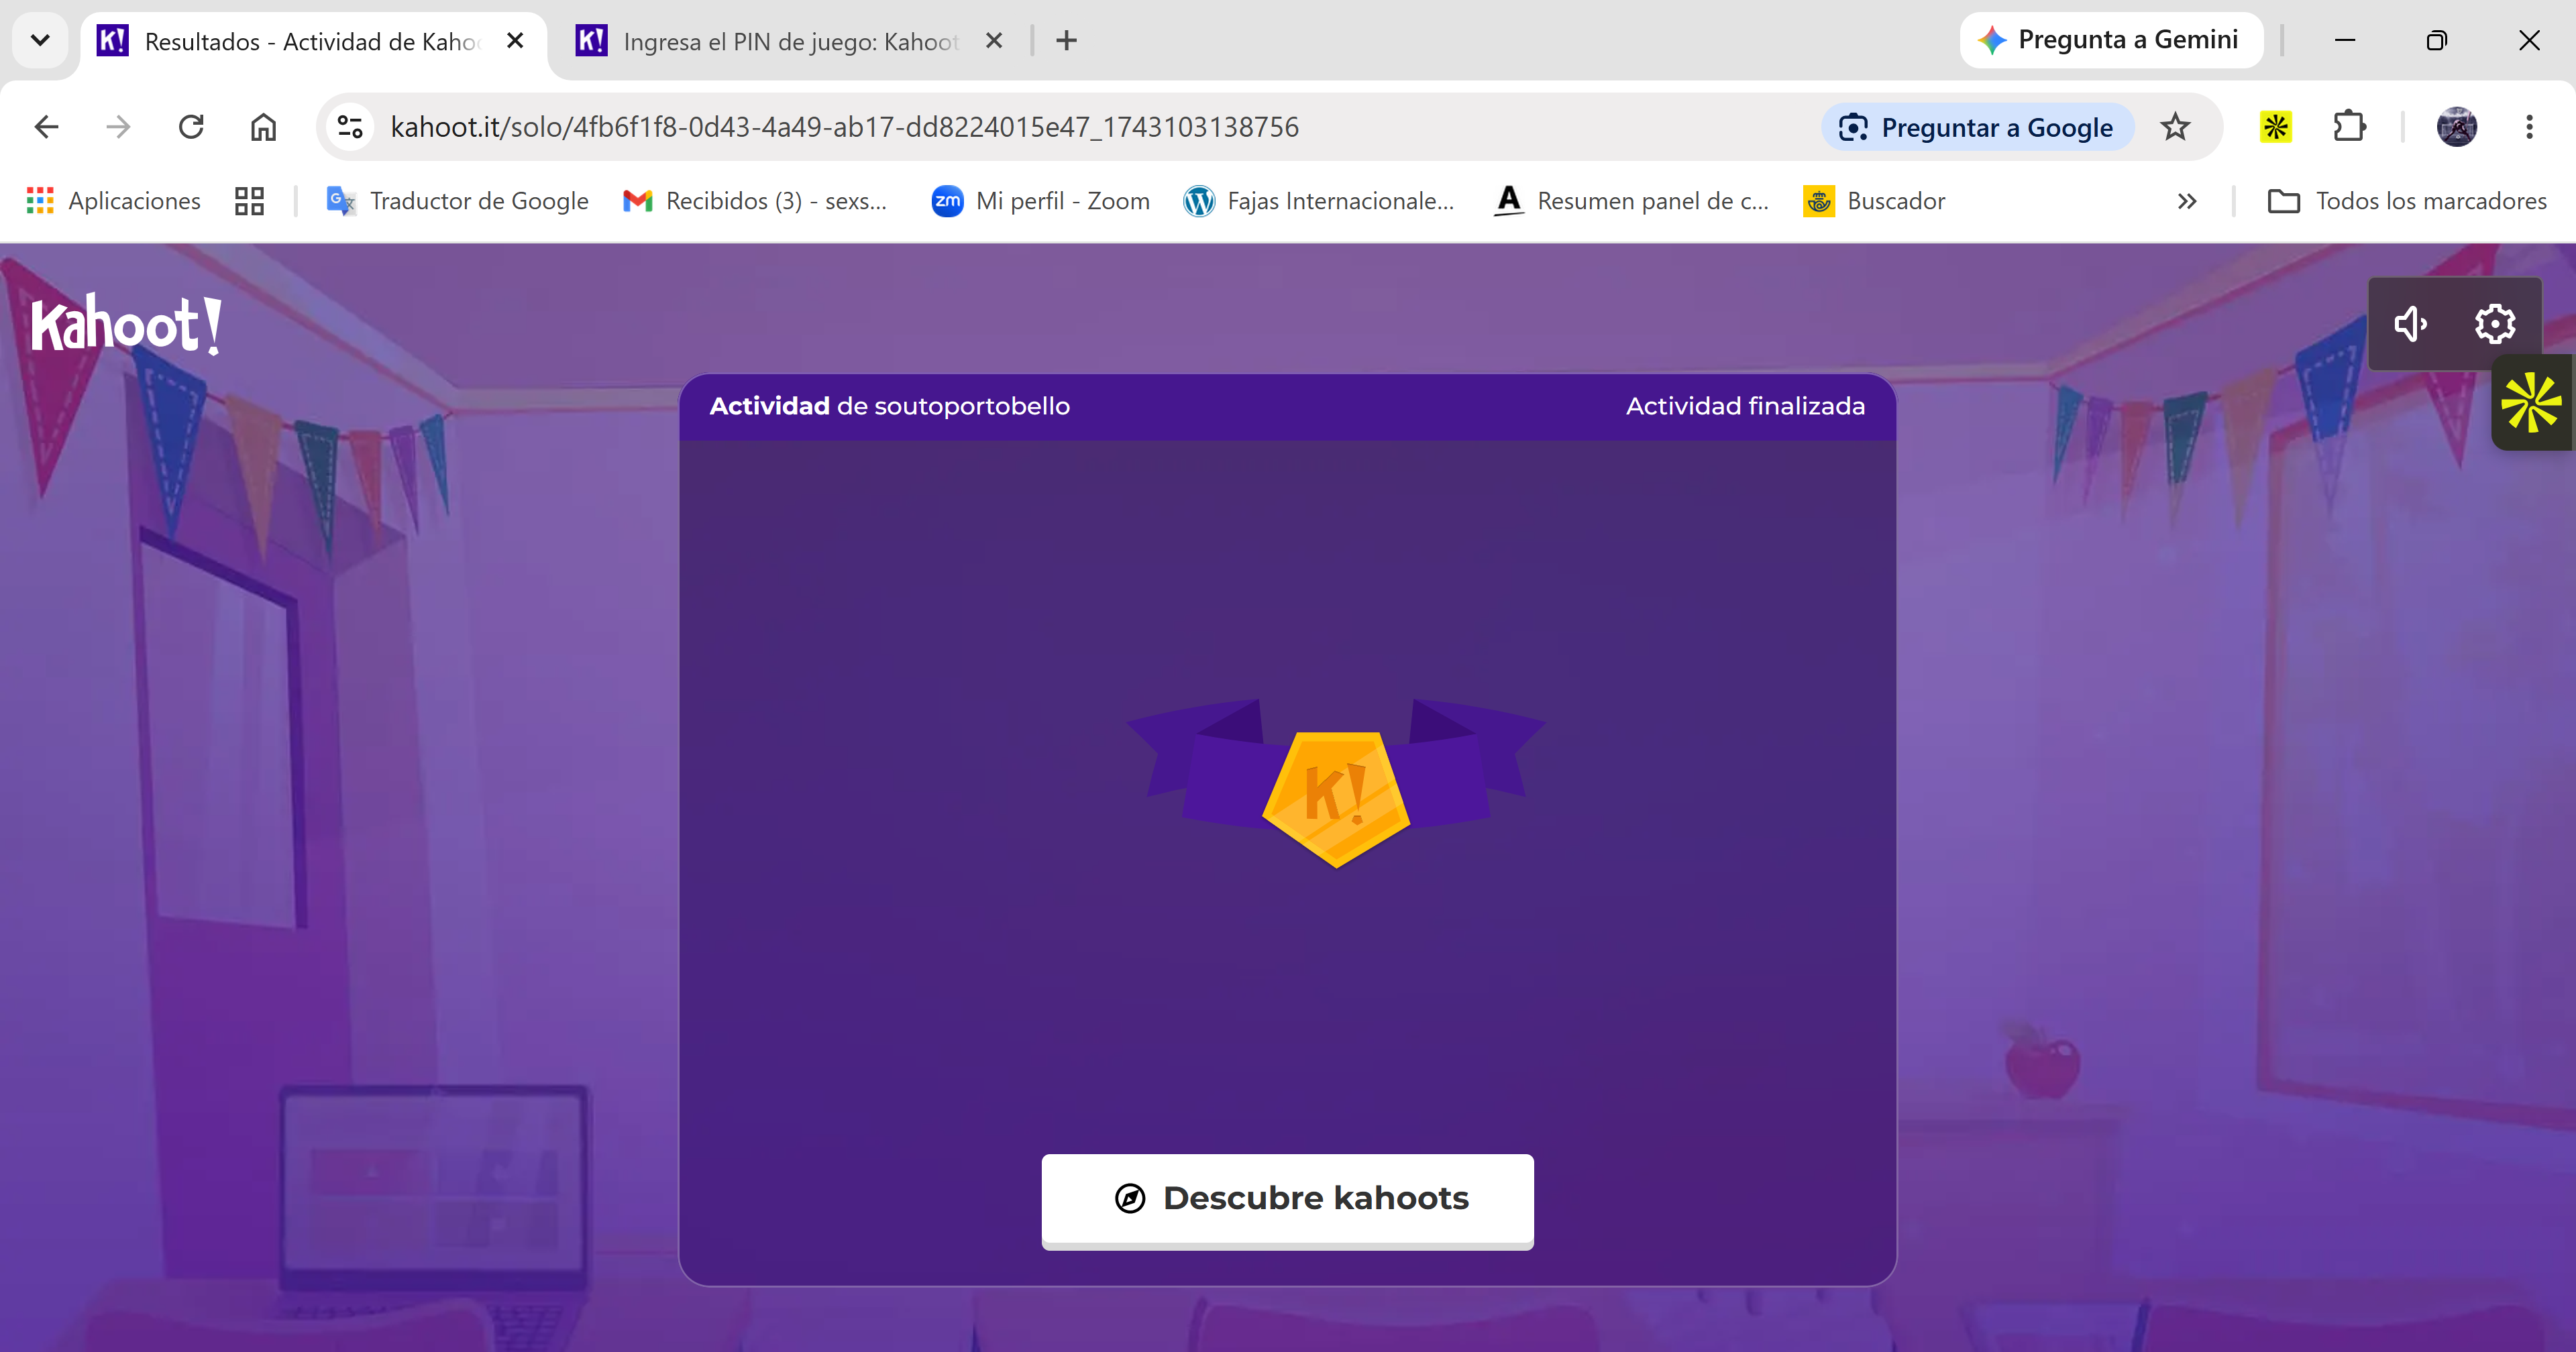 Resultados - Actividad de Kahoo
Ingresa el PIN de juego: Kahoot
Pregunta a Gemini
kahoot.it/solo/4fb6f1f8-0d43-4a49-ab17-dd8224015e47_1743103138756
Preguntar a Google
Aplicaciones
Traductor de Google
Recibidos (3) - sexs...
zm
Mi perfil - Zoom
Fajas Internacionale...
Resumen panel de c...
Buscador
Todos los marcadores
Kahoot!
Actividad de soutoportobello
Actividad finalizada
K!
Descubre kahoots